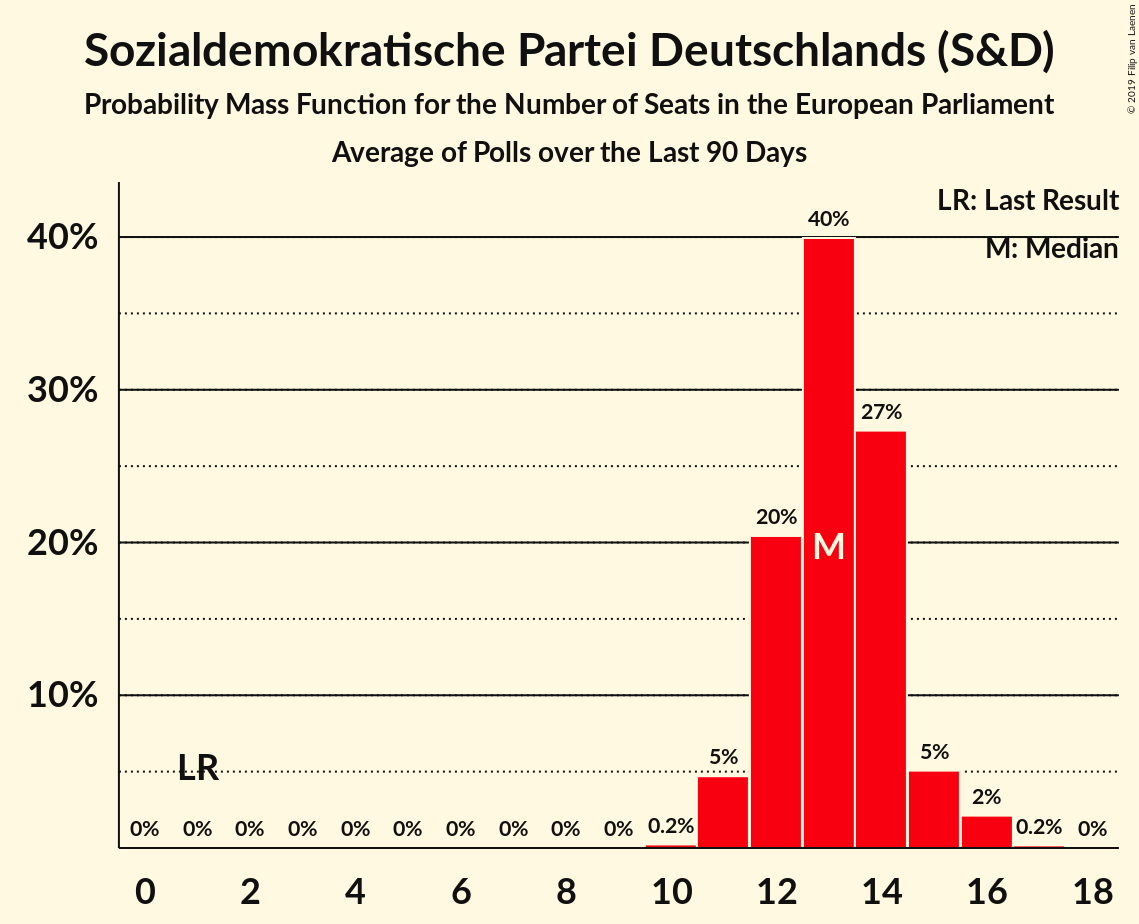 Sozialdemokratische Partei Deutschlands (S&D)
Probability Mass Function for the Number of Seats in the European Parliament
Average of Polls over the Last 90 Days
© 2019 Filip van Laenen
LR: Last Result
M: Median
40%
30%
20%
10%
40%
27%
20%
M
5%
5%
LR
2%
0% 0% 0% 0% 0% 0% 0% 0% 0% 0% 0.2% 0.2% 0%
0 2 4 6 8 10 12 14 16 18